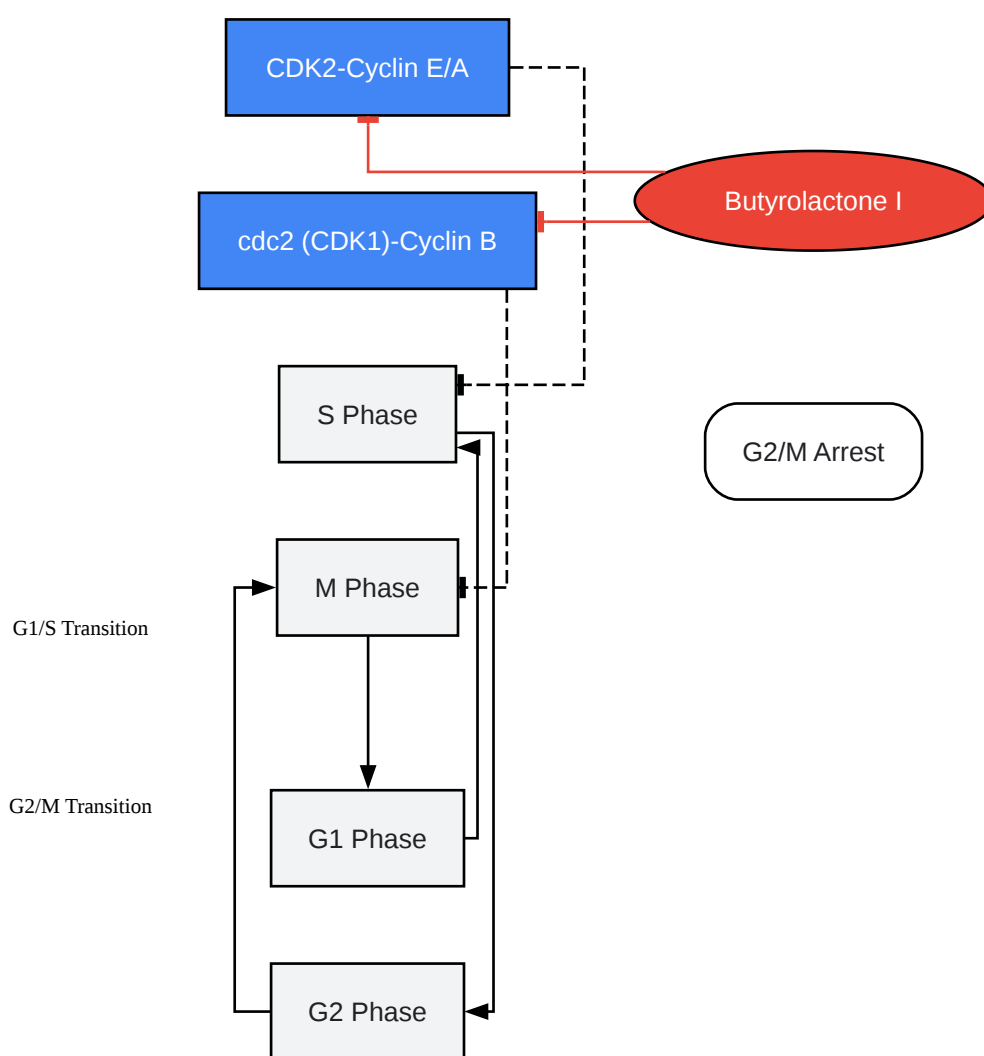 CDK2-Cyclin E/A
Butyrolactone I
cdc2 (CDK1)-Cyclin B
S Phase
G2/M Arrest
M Phase
G1/S Transition
G2/M Transition
G1 Phase
G2 Phase